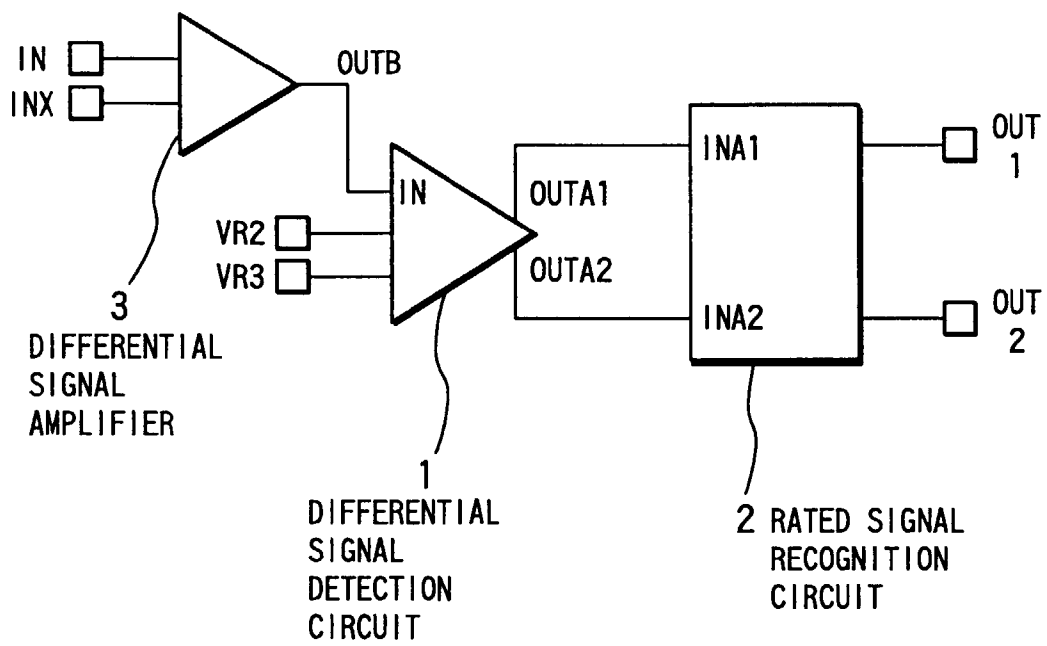 IN
INX
OUTB
IN
VR2
VR3
OUTA1
OUTA2
INA1
INA2
OUT
1
OUT
2
3
DIFFERENTIAL
SIGNAL
AMPLIFIER
1
DIFFERENTIAL
SIGNAL
DETECTION
CIRCUIT
2 RATED SIGNAL
RECOGNITION
CIRCUIT